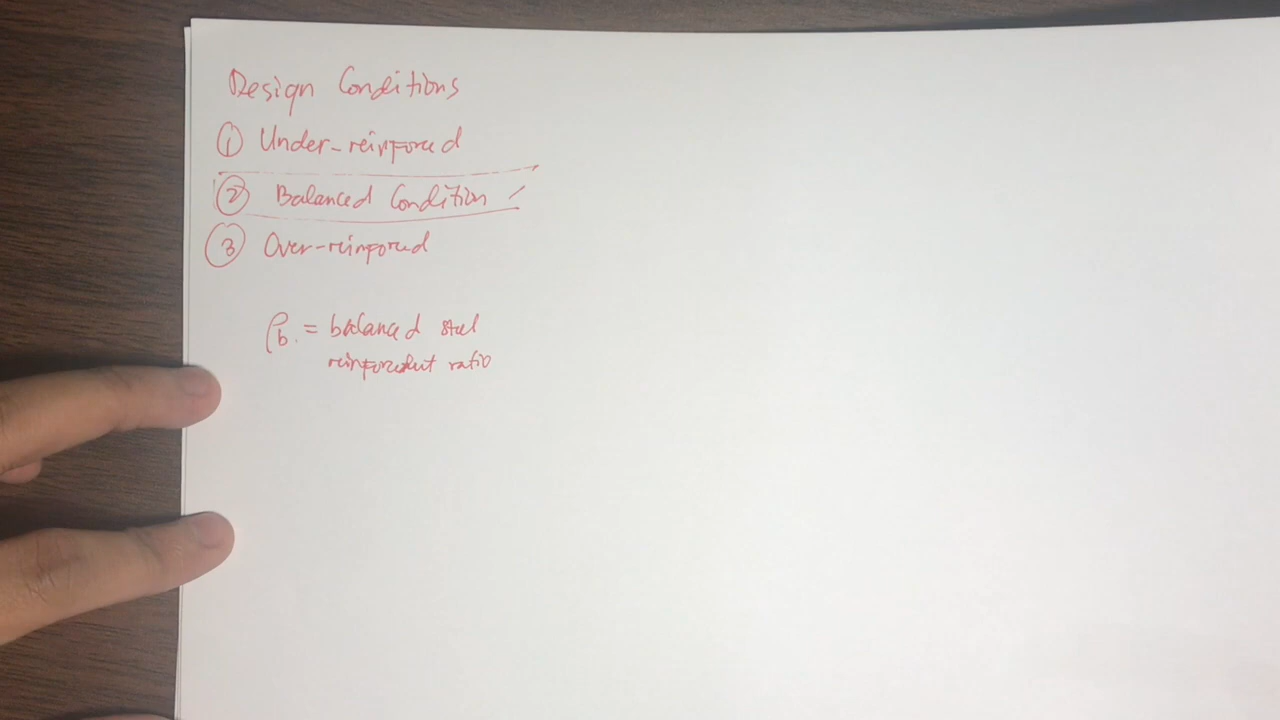 Design Conditions
① Under-reinforced
② Balanced Condition
③ Over-reinforced
ρb. = balanced steel
reinforcement ratio